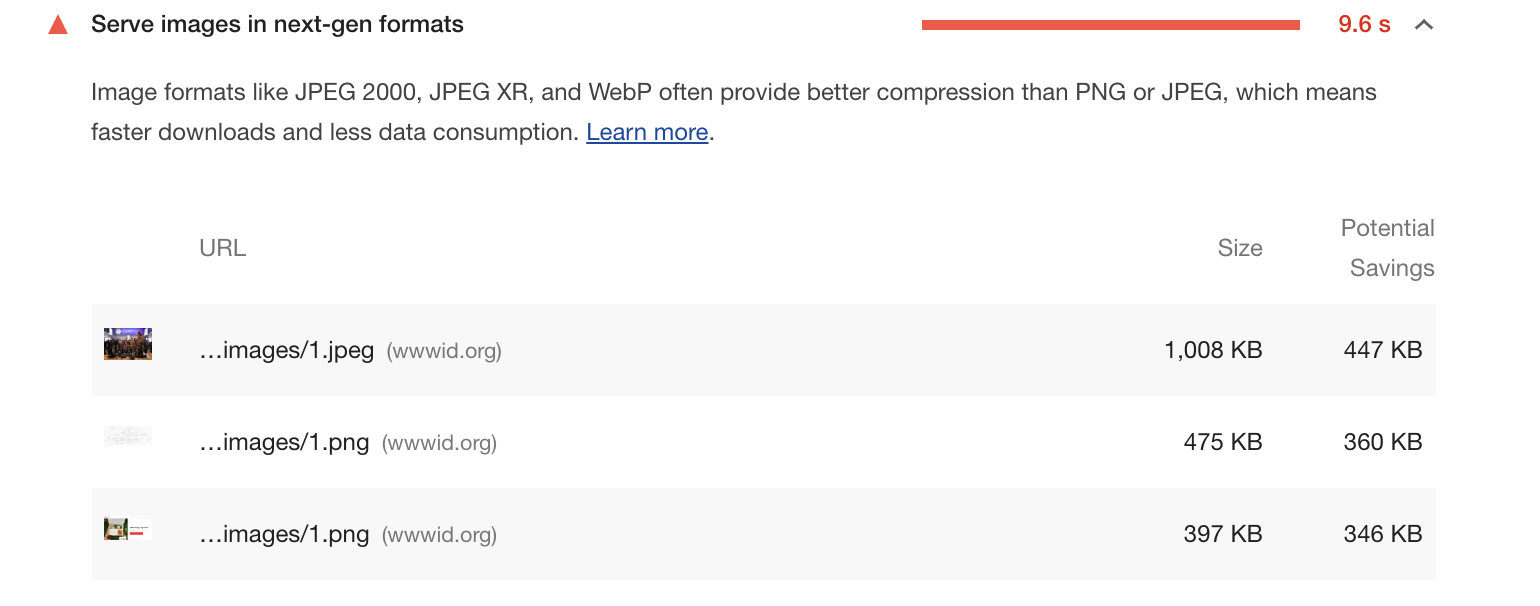 Serve images in next-gen formats
9.6 s
Image formats like JPEG 2000, JPEG XR, and WebP often provide better compression than PNG or JPEG, which means
faster downloads and less data consumption. Learn more.
URL
Size
Potential
Savings
…images/1.jpeg (wwwid.org)
1,008 KB
447 KB
…images/1.png (wwwid.org)
475 KB
360 KB
…images/1.png (wwwid.org)
397 KB
346 KB